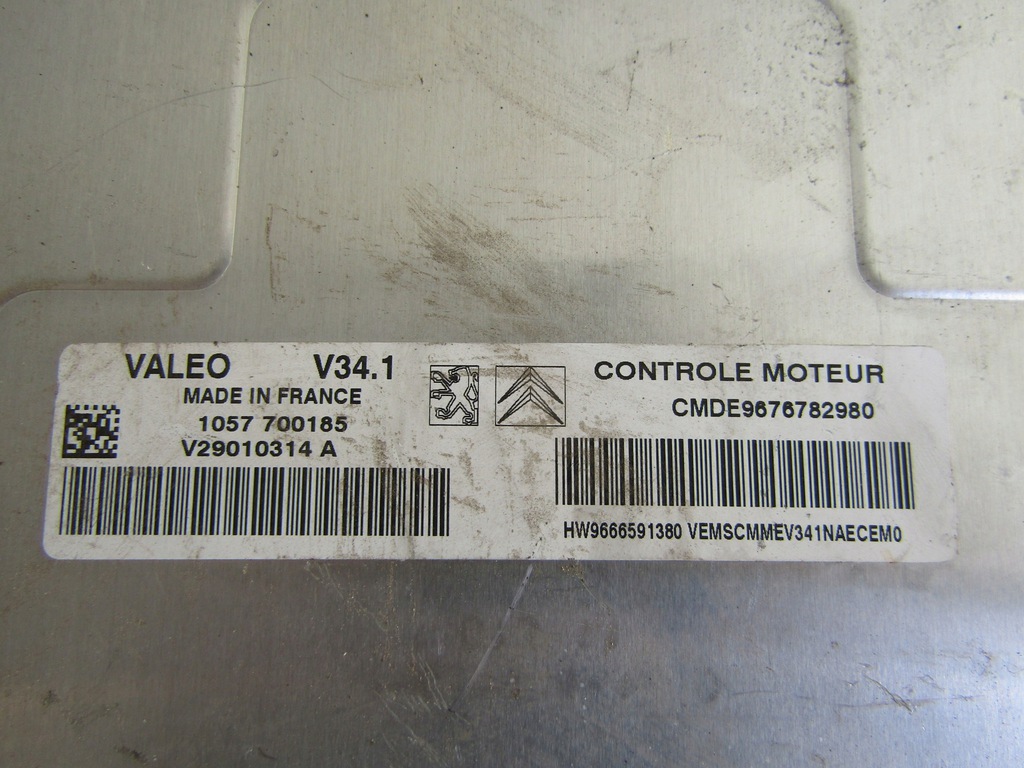 VALEO V34.1
MADE IN FRANCE
1057 700185
V29010314 A
CONTROLE MOTEUR
CMDE9676782980
HW9666591380 VEMSCMMEV341NAECEM0